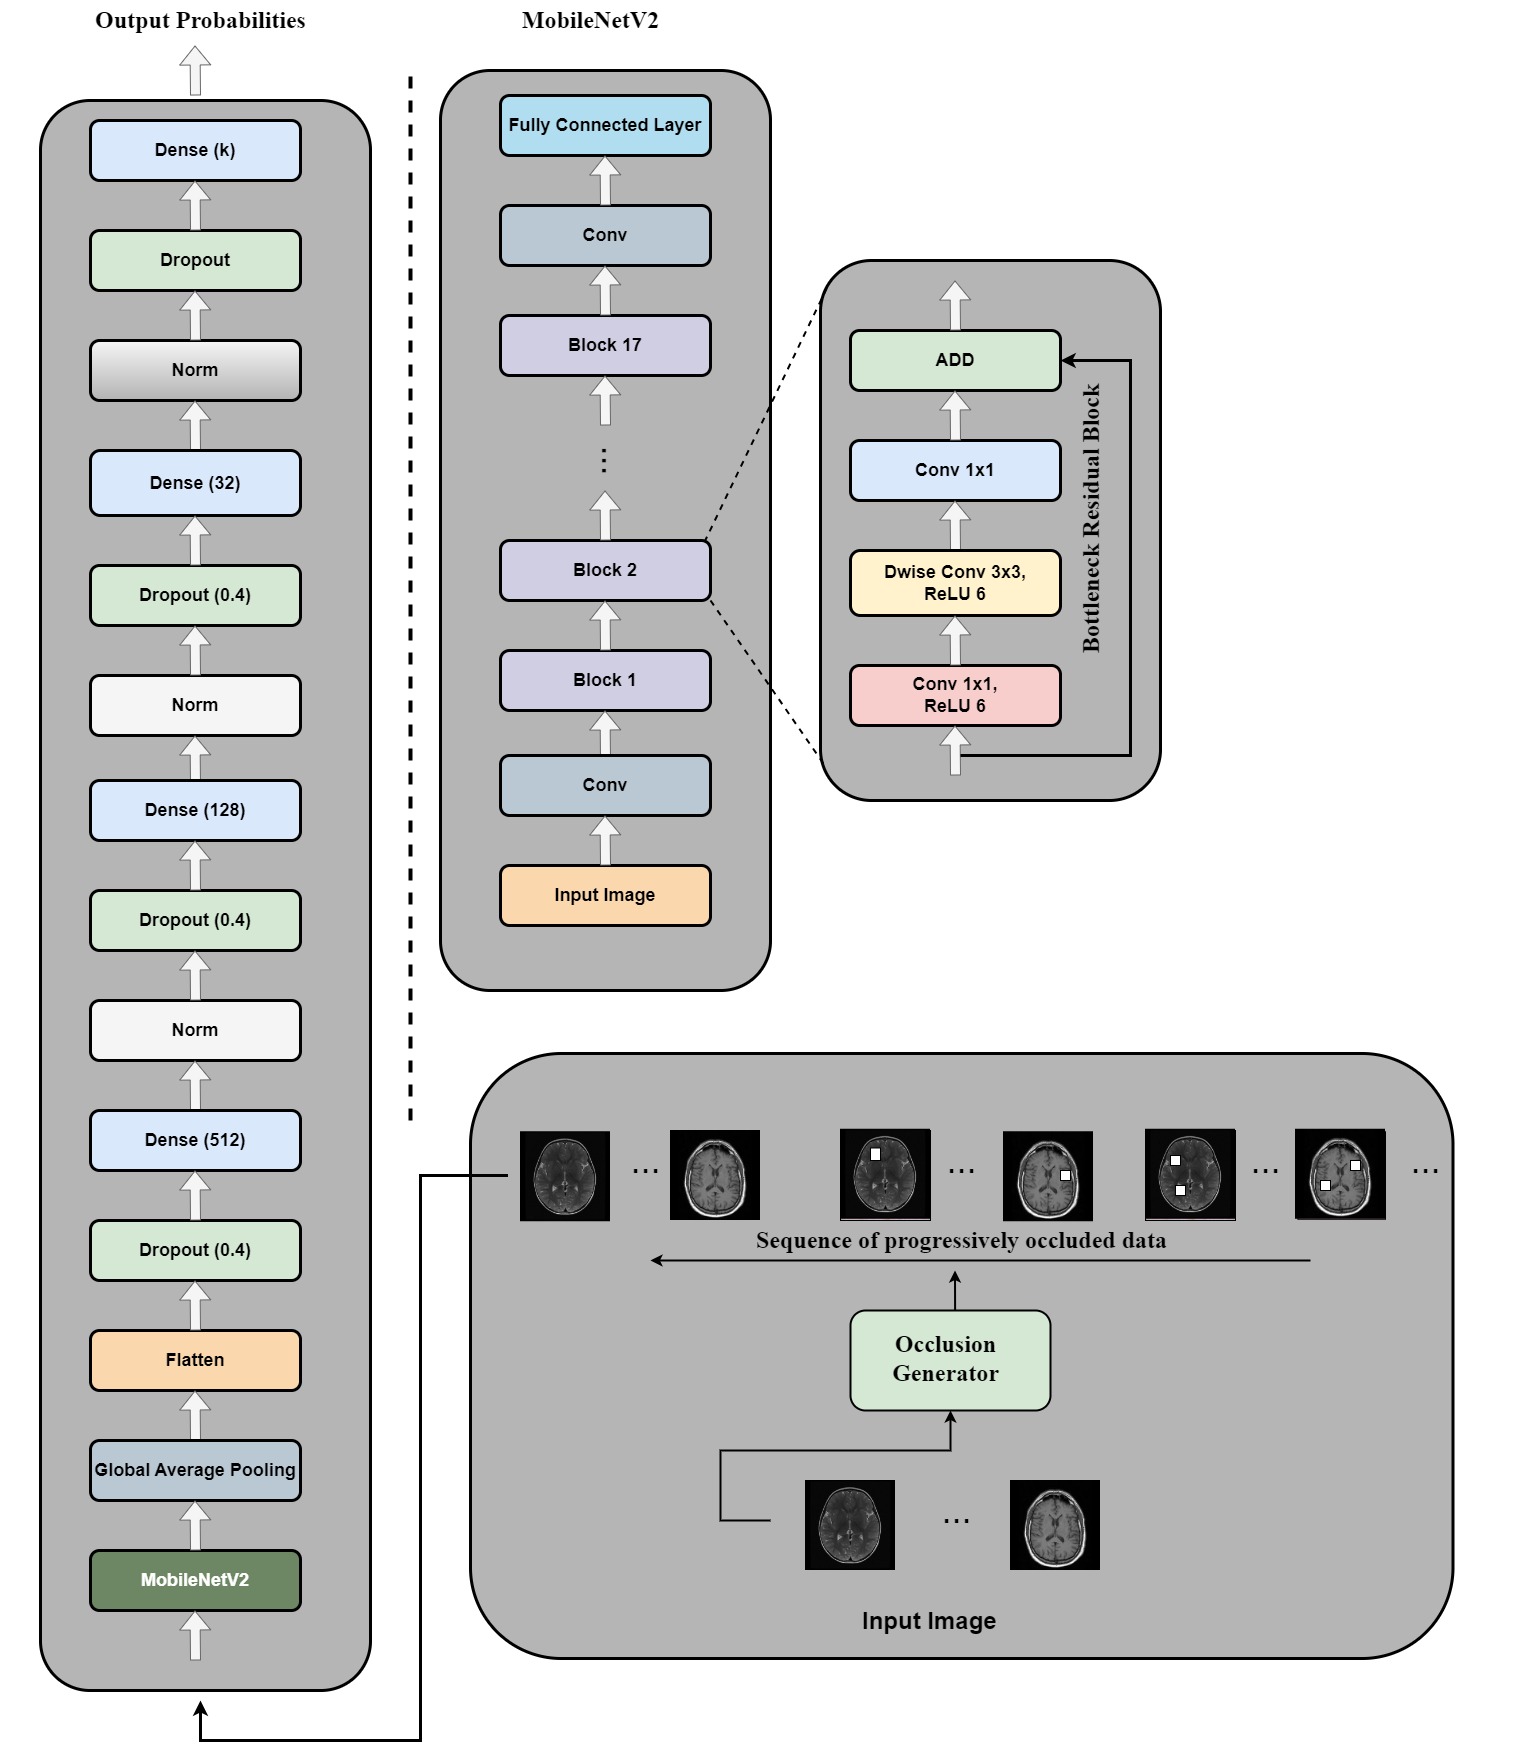 Output Probabilities
Dense (k)
Dropout
Norm
Dense (32)
Dropout (0.4)
Norm
Dense (128)
Dropout (0.4)
Norm
Dense (512)
Dropout (0.4)
Flatten
Global Average Pooling
MobileNetV2
MobileNetV2
Fully Connected Layer
Conv
Block 17
...
Block 2
Block 1
Conv
Input Image
ADD
Conv 1x1
Dwise Conv 3x3,
ReLU 6
Conv 1x1,
ReLU 6
Bottleneck Residual Block
... ... ... ...
Sequence of progressively occluded data
Occlusion
Generator
...
Input Image